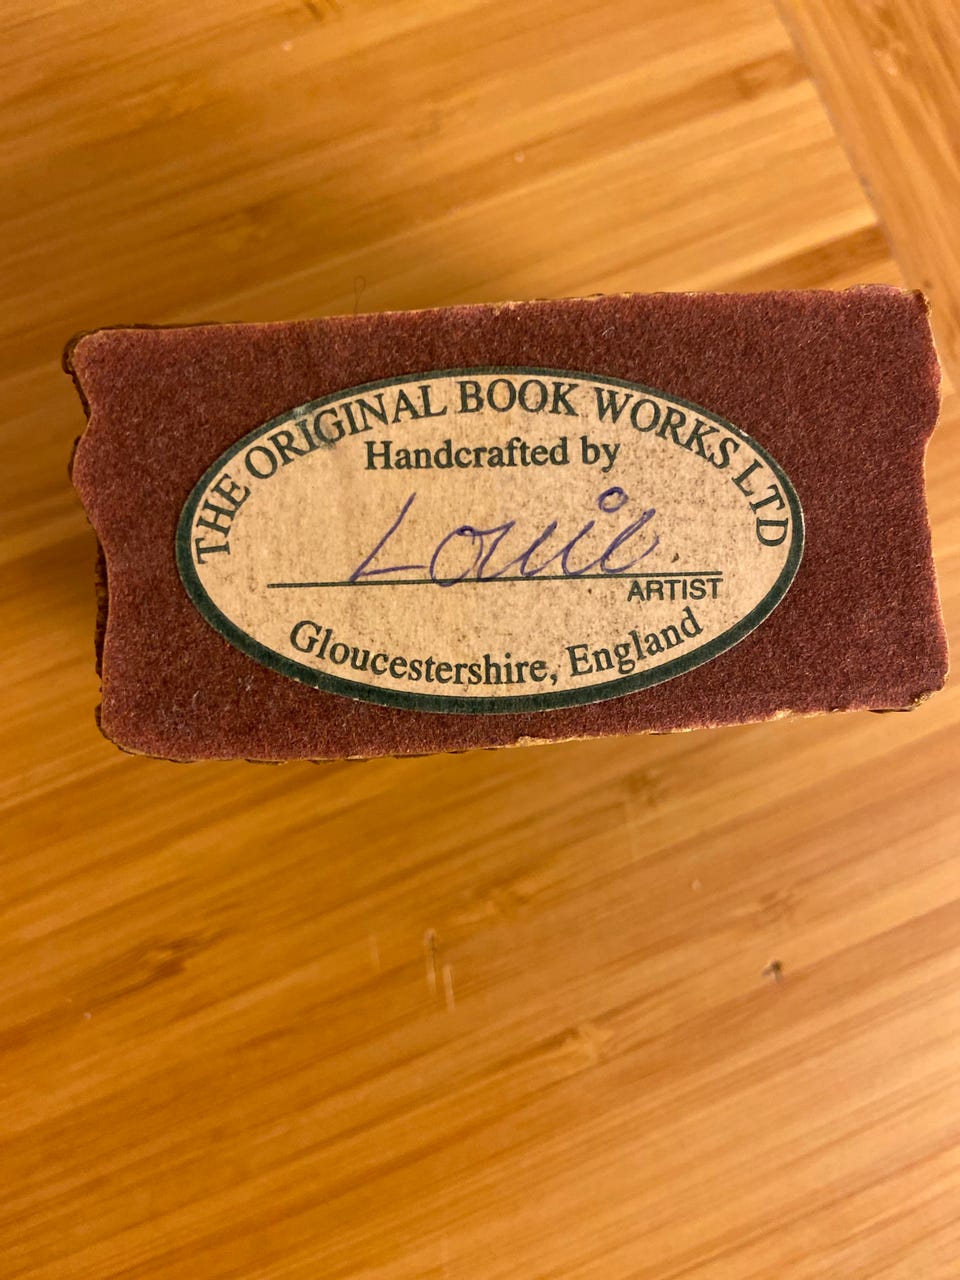 THE ORIGINAL BOOK WORKS LTD
Handcrafted by
Louie
ARTIST
Gloucestershire, England